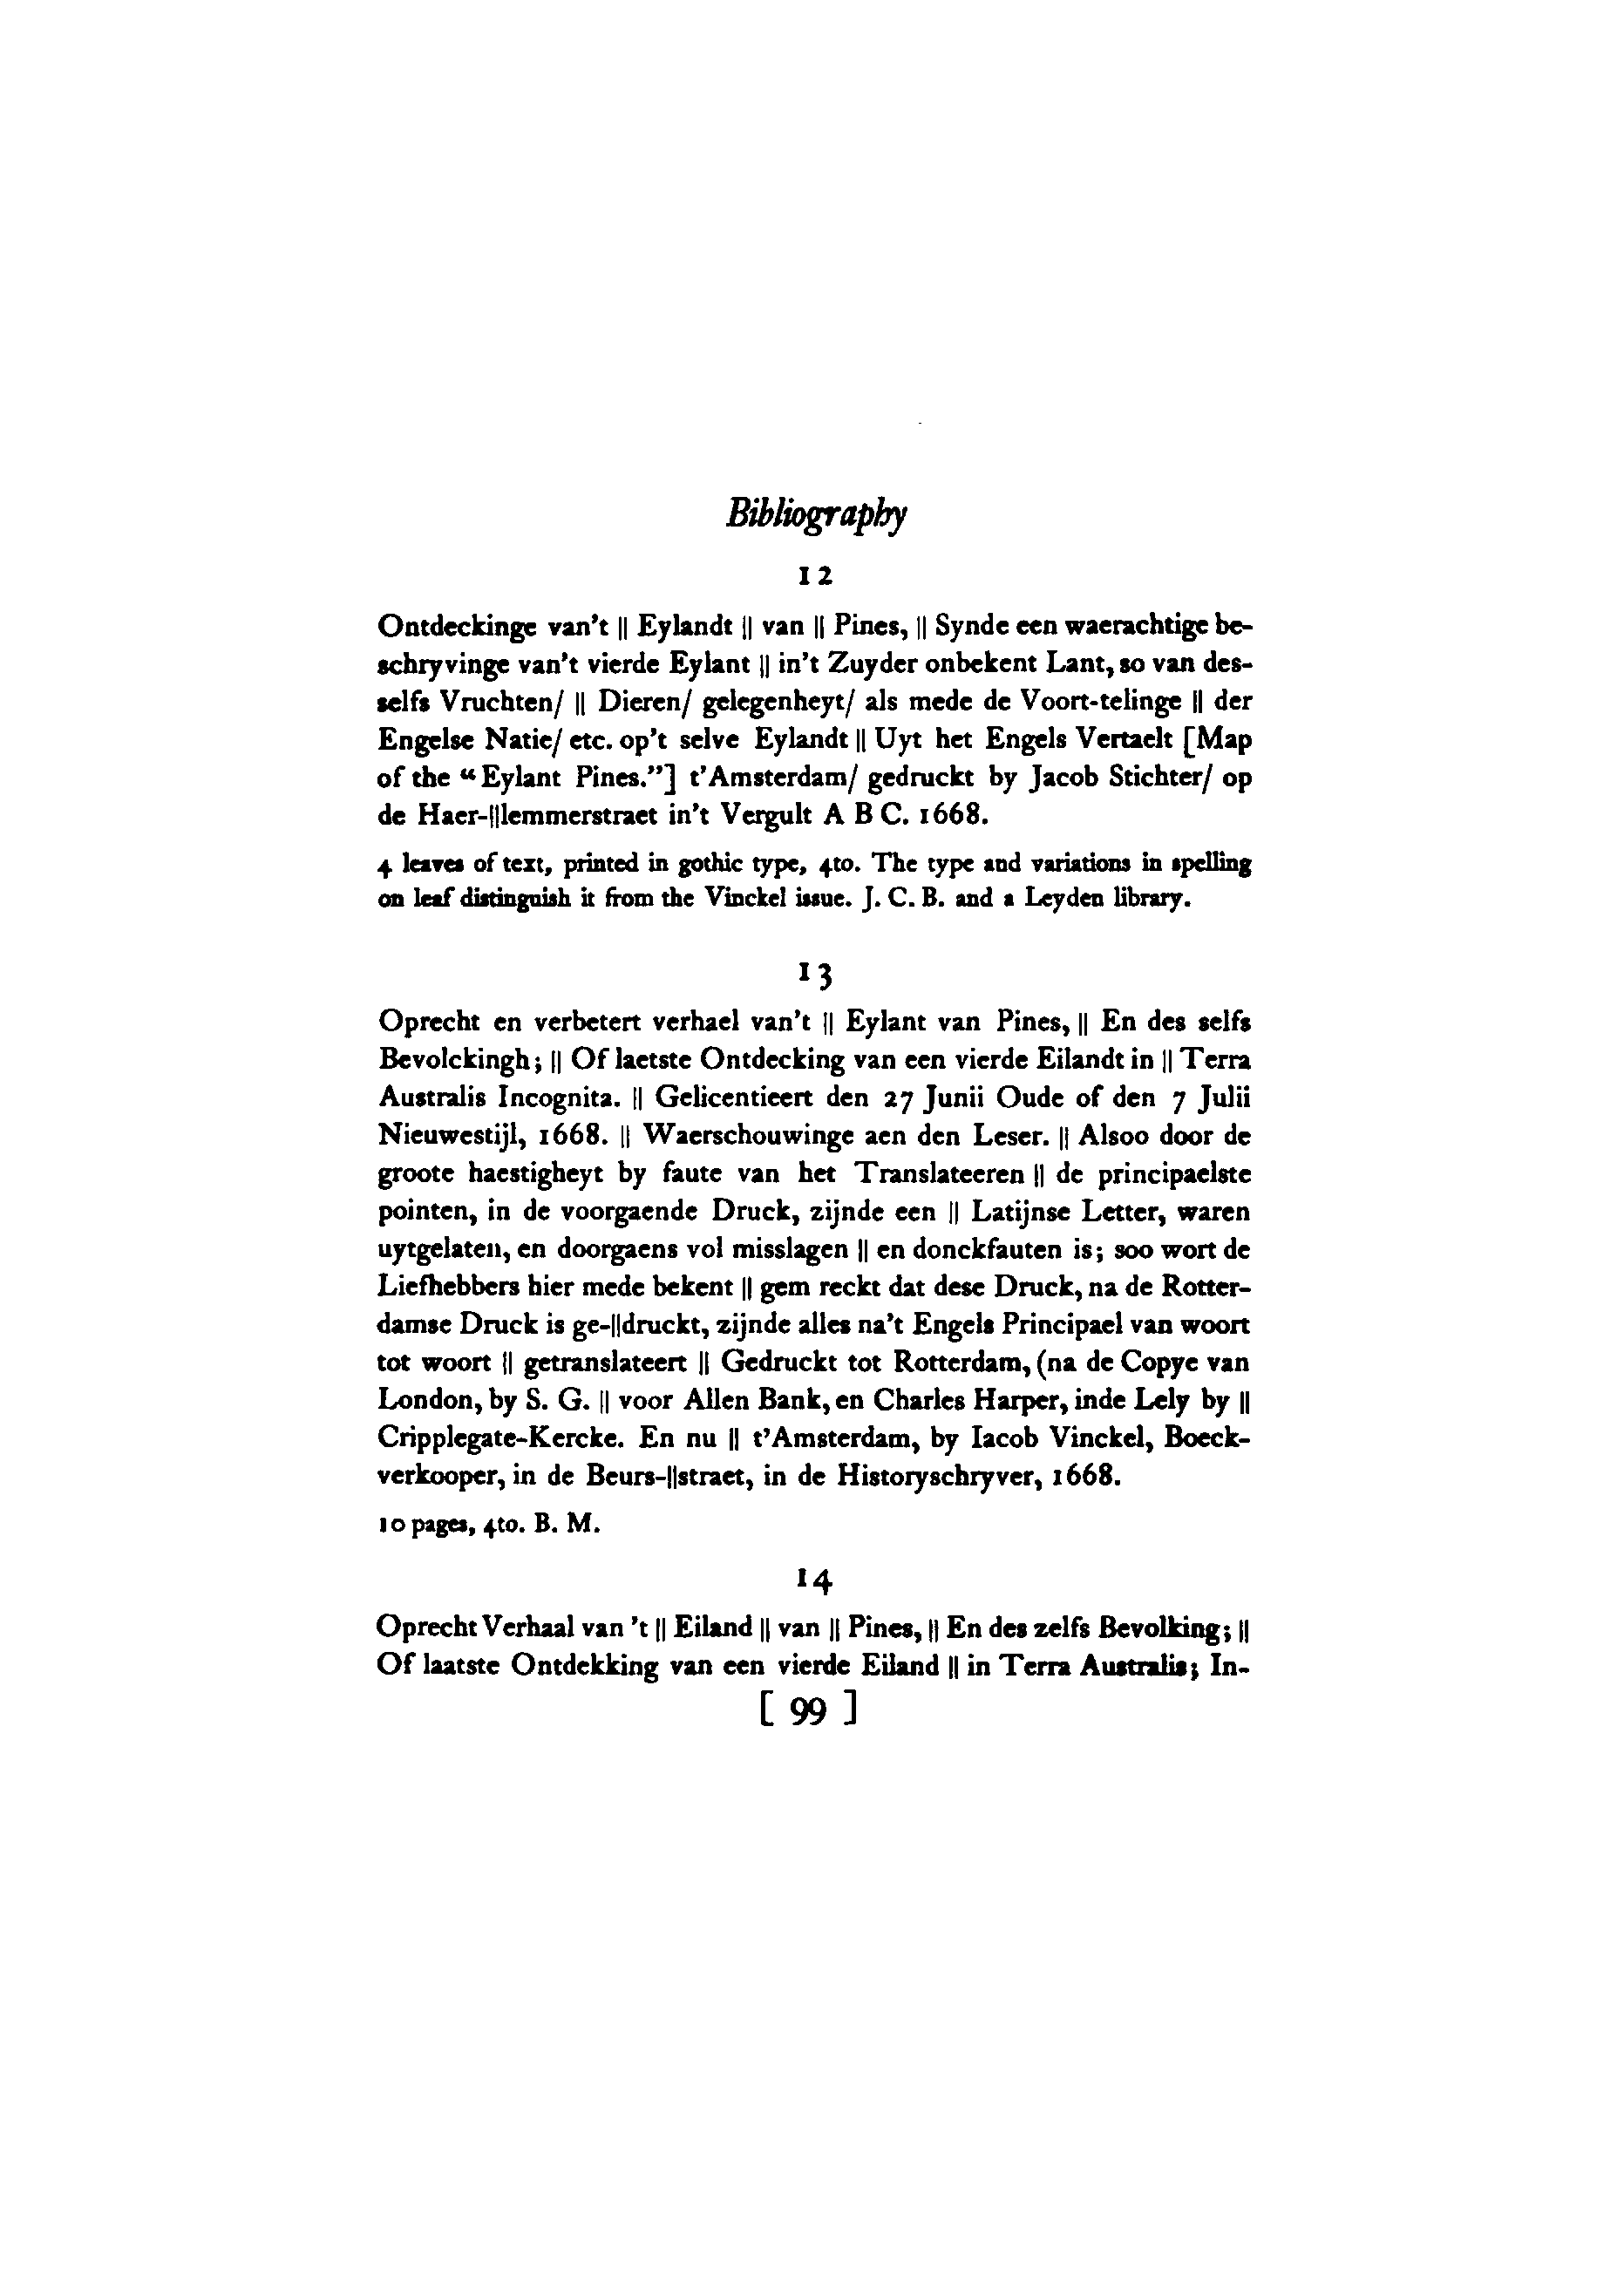 Bibliography
12
Ontdeckinge van't || Eylandt || van || Pines, || Synde een waerachtige be-
schryvinge van't vierde Eylant || in't Zuyder onbekent Lant, so van des-
selfs Vruchten/ || Dieren/ gelegenheyt/ als mede de Voort-telinge || der
Engelse Natie/ etc. op't selve Eylandt || Uyt het Engels Vertaelt [Map
of the “Eylant Pines.”] t'Amsterdam/ gedruckt by Jacob Stichter/ op
de Haer-||lemmerstraet in't Vergult A B C. 1668.
4 leaves of text, printed in gothic type, 4to. The type and variations in spelling
on leaf distinguish it from the Vinckel issue. J. C. B. and a Leyden library.
13
Oprecht en verbetert verhael van't || Eylant van Pines, || En des selfs
Bevolckingh; || Of laetste Ontdecking van een vierde Eilandt in || Terra
Australis Incognita. || Gelicentieert den 27 Junii Oude of den 7 Julii
Nieuwestijl, 1668. || Waerschouwinge aen den Leser. || Alsoo door de
groote haestigheyt by faute van het Translateeren || de principaelste
pointen, in de voorgaende Druck, zijnde een || Latijnse Letter, waren
uytgelaten, en doorgaens vol misslagen || en donckfauten is; soo wort de
Liefhebbers hier mede bekent || gem reckt dat dese Druck, na de Rotter-
damse Druck is ge-||druckt, zijnde alles na't Engels Principael van woort
tot woort || getranslateert || Gedruckt tot Rotterdam, (na de Copye van
London, by S. G. || voor Allen Bank, en Charles Harper, inde Lely by ||
Cripplegate-Kercke. En nu || t'Amsterdam, by Iacob Vinckel, Boeck-
verkooper, in de Beurs-||straet, in de Historyschryver, 1668.
10 pages, 4to. B. M.
14
Oprecht Verhaal van 't || Eiland || van || Pines, || En des zelfs Bevolking; ||
Of laatste Ontdekking van een vierde Eiland || in Terra Australis; In-
[ 99 ]